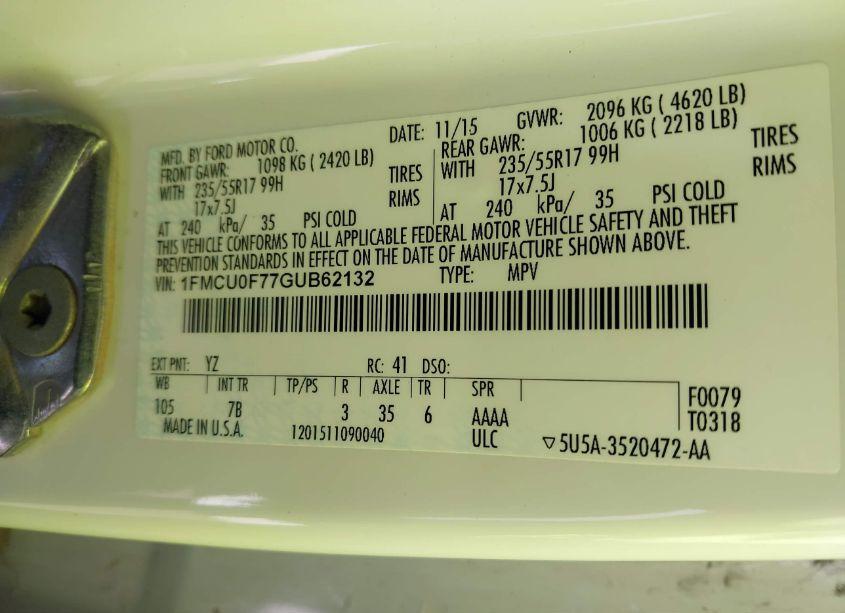 MFD. BY FORD MOTOR CO. DATE: 11/15 GVWR: 2096 KG ( 4620 LB)
FRONT GAWR: 1098 KG ( 2420 LB) REAR GAWR: 1006 KG ( 2218 LB)
WITH 235/55R17 99H TIRES WITH 235/55R17 99H TIRES
17x7.5J RIMS 17x7.5J RIMS
AT 240 kPa/ 35 PSI COLD AT 240 kPa/ 35 PSI COLD
THIS VEHICLE CONFORMS TO ALL APPLICABLE FEDERAL MOTOR VEHICLE SAFETY AND THEFT
PREVENTION STANDARDS IN EFFECT ON THE DATE OF MANUFACTURE SHOWN ABOVE.
VIN: 1FMCU0F77GUB62132 TYPE: MPV
EXT PNT: YZ RC: 41 DSO:
WB INT TR TP/PS R AXLE TR SPR F0079
105 7B 3 35 6 AAAA T0318
MADE IN U.S.A. 1201511090040 ULC ▽5U5A-3520472-AA